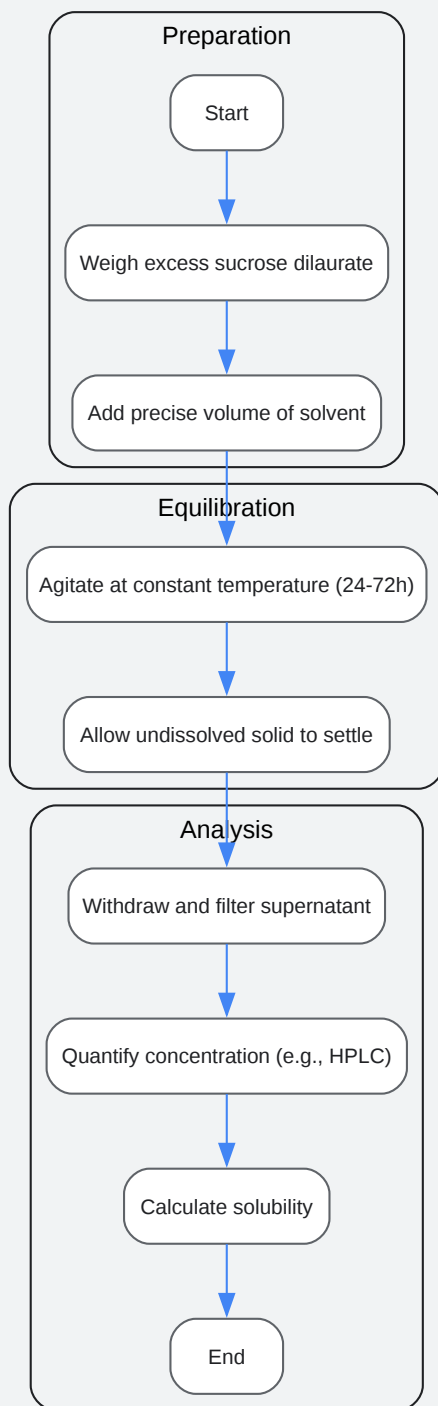 Preparation
Start
Weigh excess sucrose dilaurate
Add precise volume of solvent
Equilibration
Agitate at constant temperature (24-72h)
Allow undissolved solid to settle
Analysis
Withdraw and filter supernatant
Quantify concentration (e.g., HPLC)
Calculate solubility
End